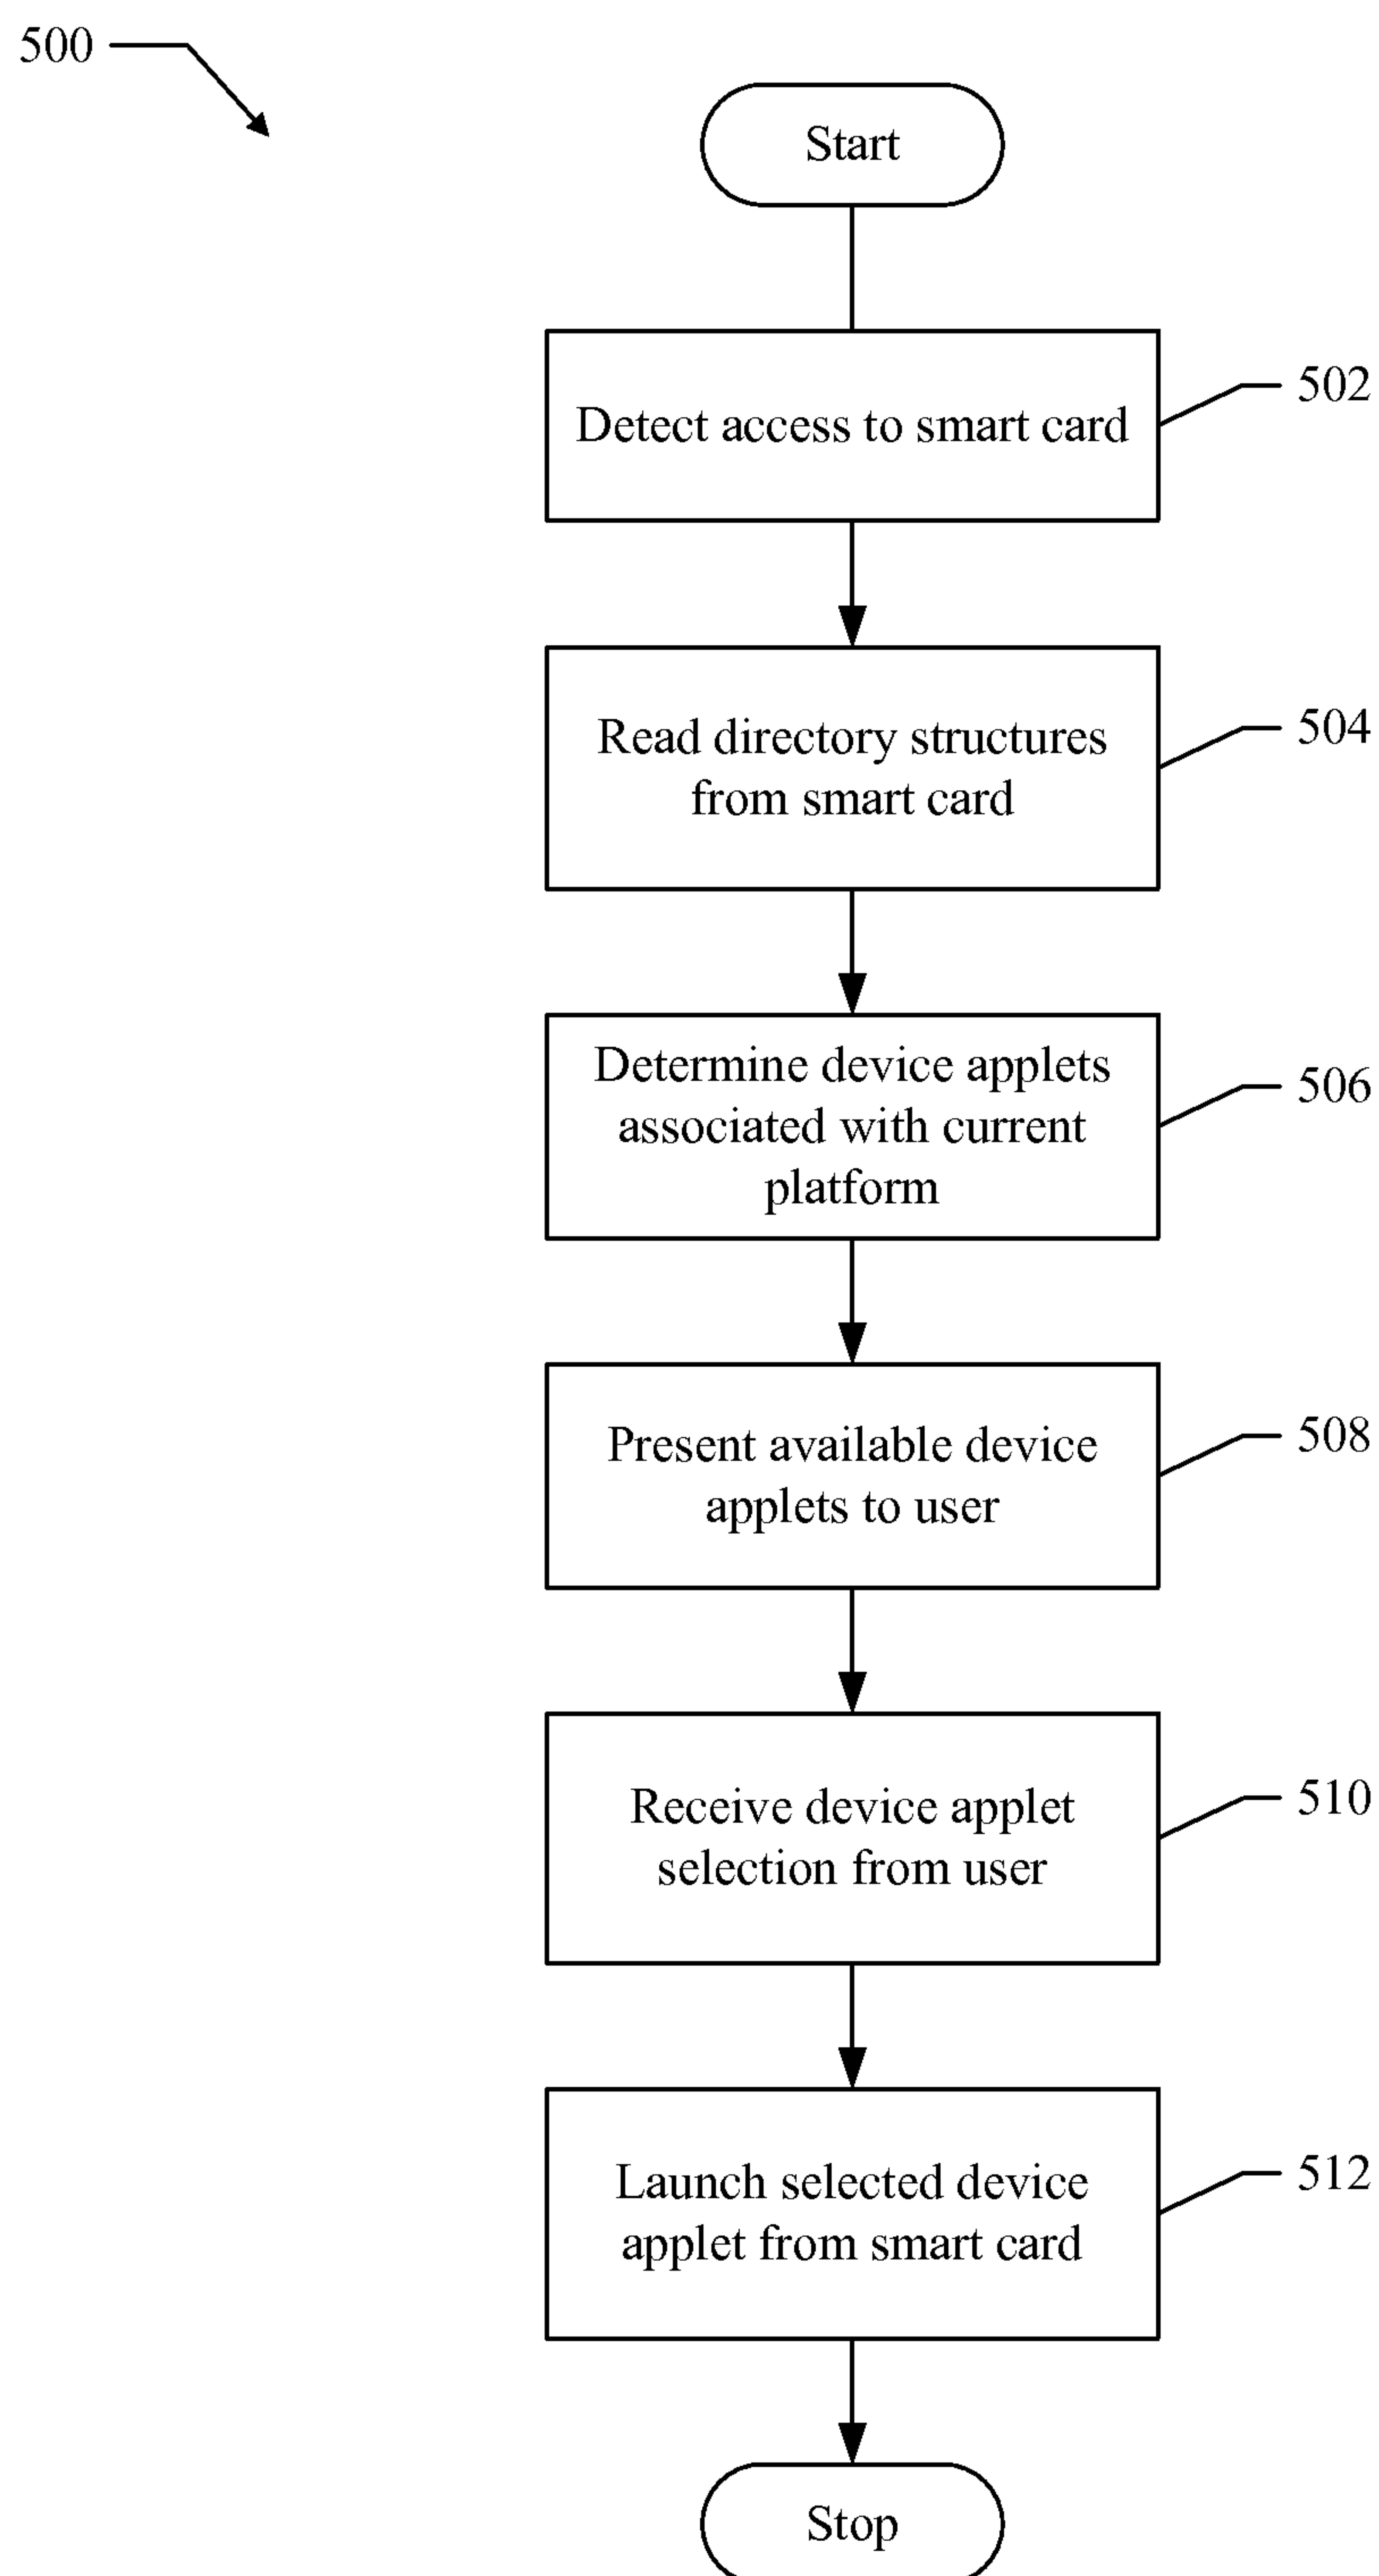 500
Start
Detect access to smart card
502
Read directory structures
from smart card
504
Determine device applets
associated with current
platform
506
Present available device
applets to user
508
Receive device applet
selection from user
510
Launch selected device
applet from smart card
512
Stop